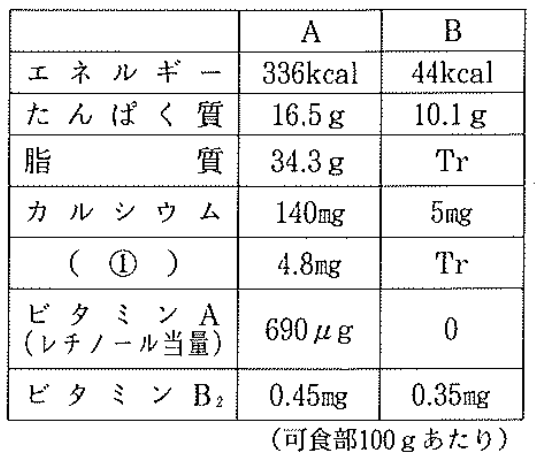 A B
エネルギー 336kcal 44kcal
たんぱく質 16.5g 10.1g
脂質 34.3g Tr
カルシウム 140mg 5mg
( ① ) 4.8mg Tr
ビタミンA
(レチノール当量) 690μg 0
ビタミンB₂ 0.45mg 0.35mg
(可食部100gあたり)